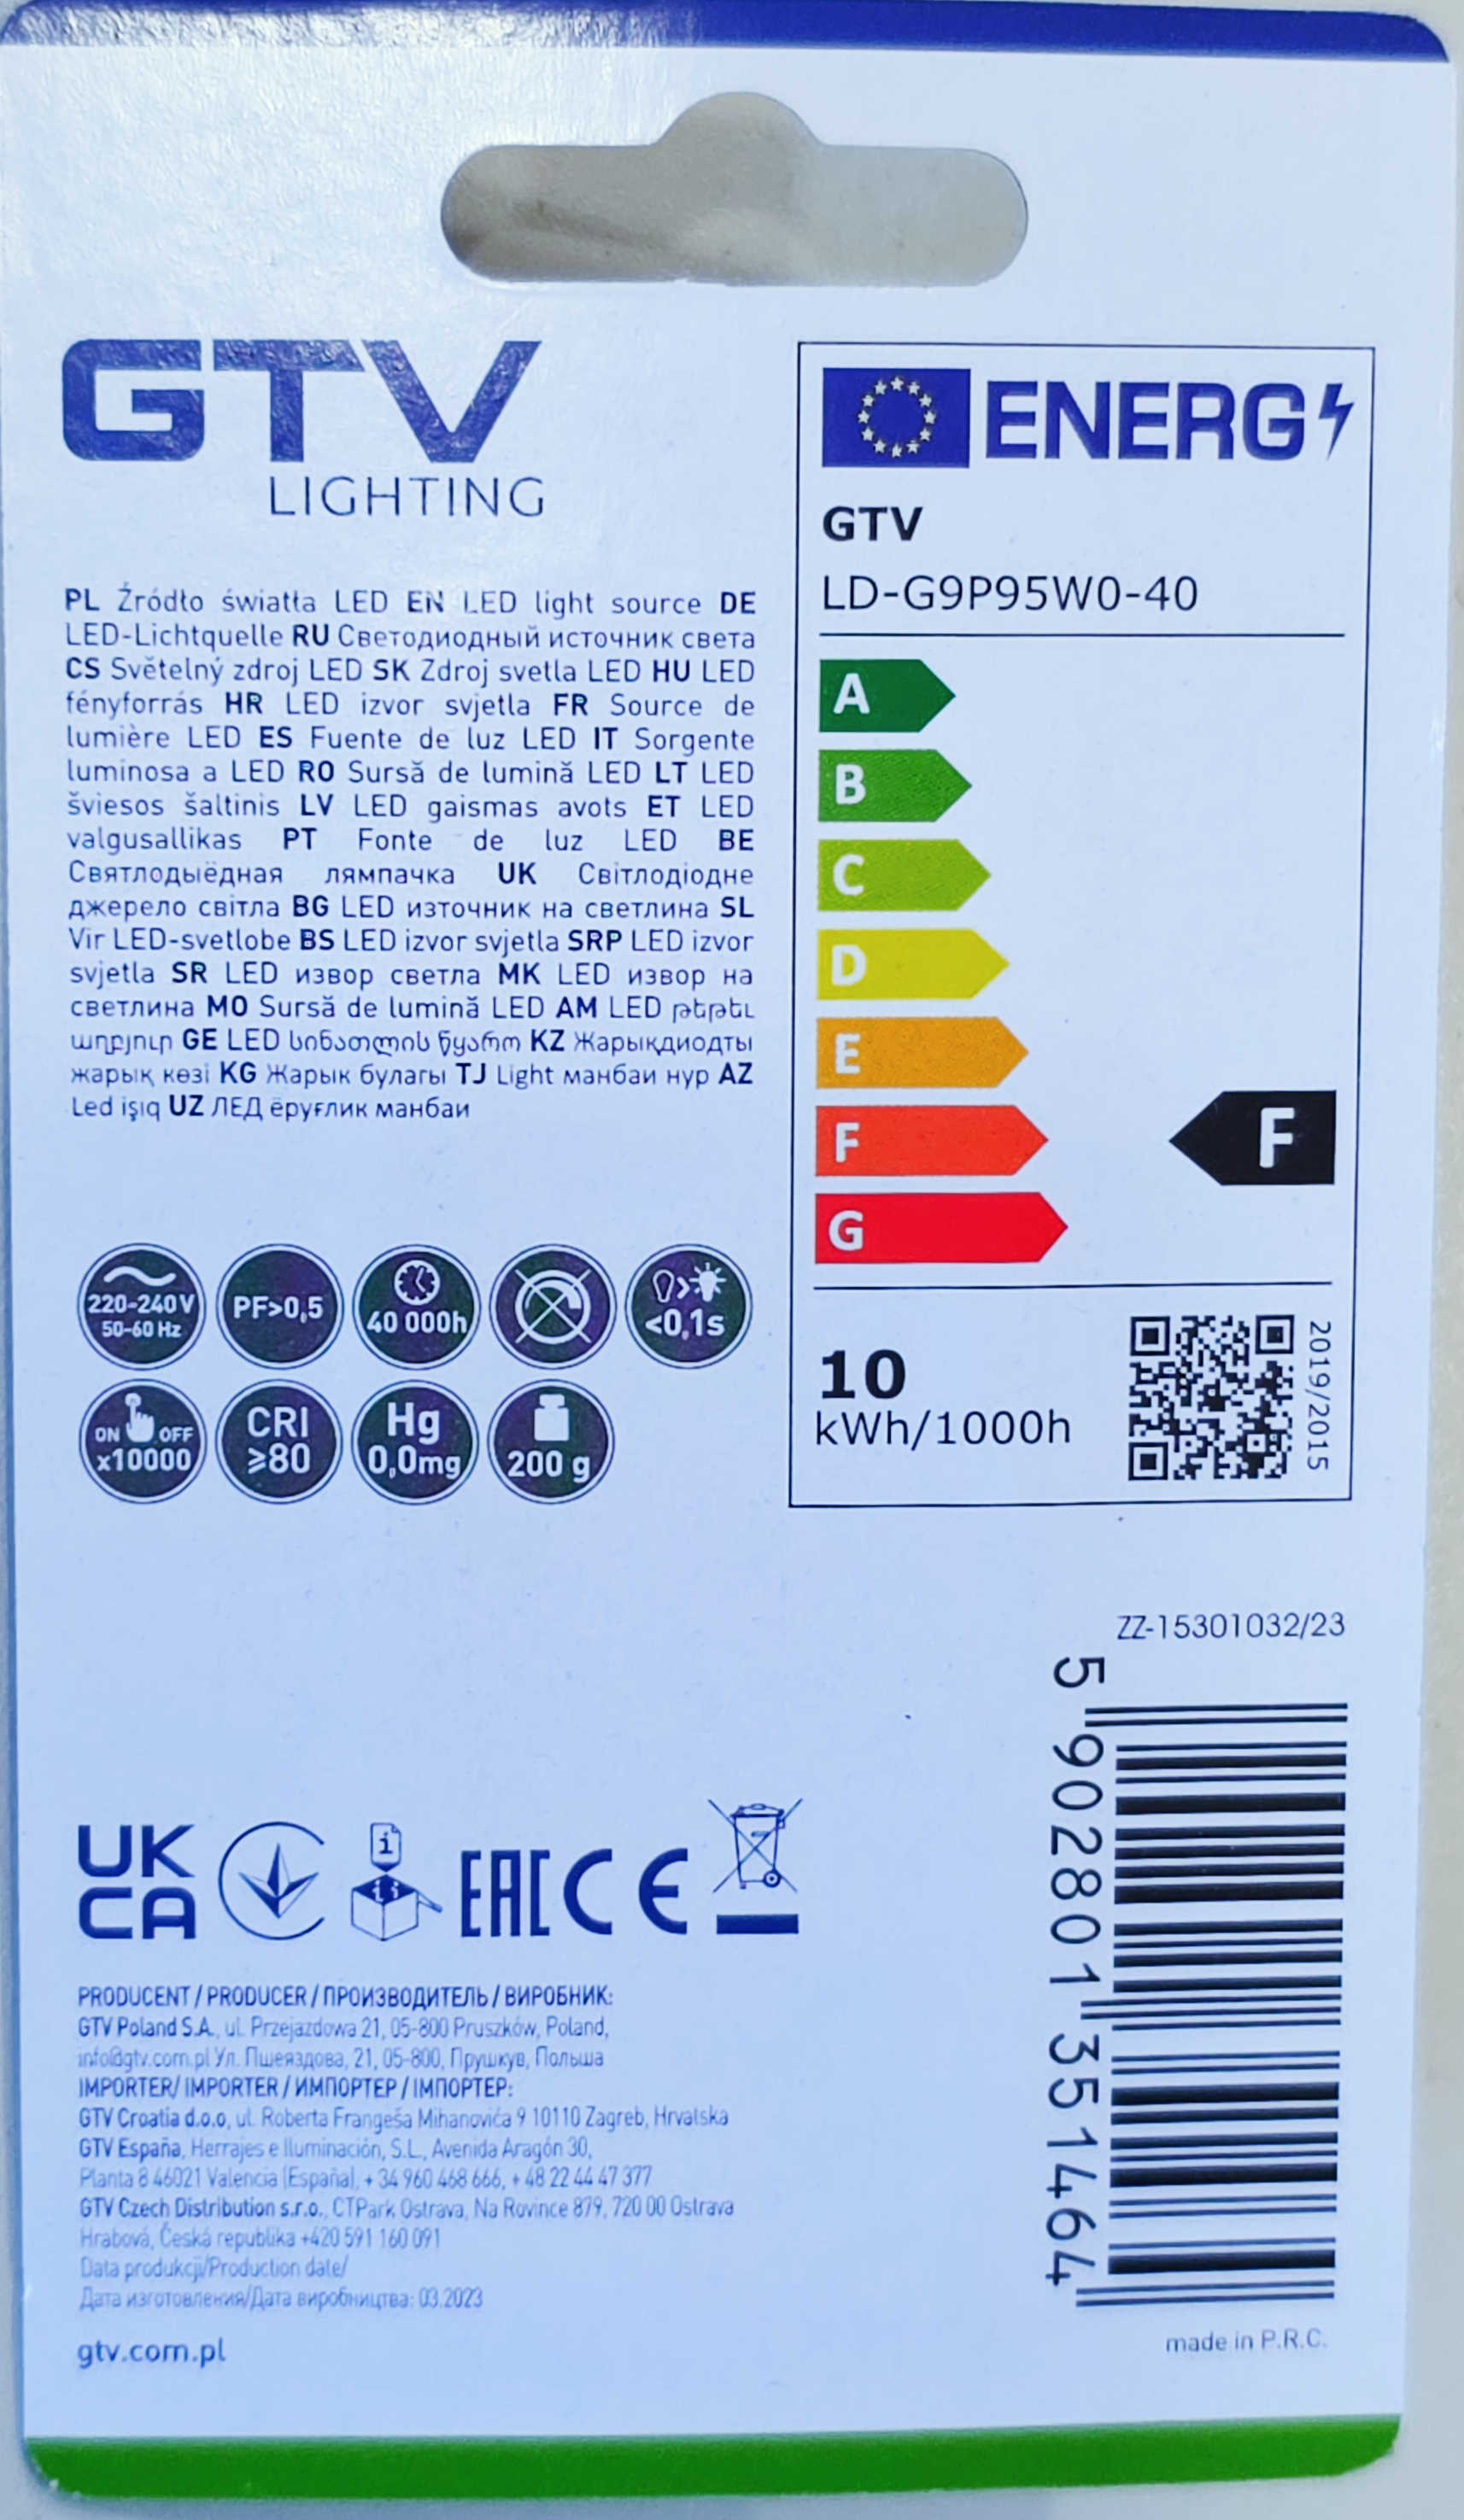 GTV
LIGHTING
PL Źródło światła LED EN LED light source DE
LED-Lichtquelle RU Светодиодный источник света
CS Světelný zdroj LED SK Zdroj svetla LED HU LED
fényforrás HR LED izvor svjetla FR Source de
lumière LED ES Fuente de luz LED IT Sorgente
luminosa a LED RO Sursă de lumină LED LT LED
šviesos šaltinis LV LED gaismas avots ET LED
valgusallikas PT Fonte de luz LED BE
Святлодыёдная лямпачка UK Світлодіодне
джерело світла BG LED източник на светлина SL
Vir LED-svetlobe BS LED izvor svjetla SRP LED izvor
svjetla SR LED извор светла MK LED извор на
светлина MO Sursă de lumină LED AM LED թեթեւ
աղբյուր GE LED სინათლის წყარო KZ Жарықдиодты
жарық көзі KG Жарык булагы TJ Light манбаи нур AZ
Led işıq UZ ЛЕД ёруғлик манбаи
220-240V
50-60 Hz
PF>0,5
40 000h
<0,1s
ON OFF
x10000
CRI
≥80
Hg
0,0mg
200 g
ENERG
GTV
LD-G9P95W0-40
A
B
C
D
E
F
F
G
10
kWh/1000h
2019/2015
ZZ-15301032/23
5 902801 351464
made in P.R.C.
UK
CA
i
EAC CE
PRODUCENT / PRODUCER / ПРОИЗВОДИТЕЛЬ / ВИРОБНИК:
GTV Poland S.A., ul. Przejazdowa 21, 05-800 Pruszków, Poland,
info@gtv.com.pl Ул. Пшеяздова, 21, 05-800, Прушкув, Польша
IMPORTER/ IMPORTER / ИМПОРТЕР / ІМПОРТЕР:
GTV Croatia d.o.o, ul. Roberta Frangeša Mihanovića 9 10110 Zagreb, Hrvatska
GTV España, Herrajes e Iluminación, S.L., Avenida Aragón 30,
Planta 8 46021 Valencia (España), + 34 960 468 666, + 48 22 44 47 377
GTV Czech Distribution s.r.o., CTPark Ostrava, Na Rovince 879, 720 00 Ostrava
Hrabová, Česká republika +420 591 160 091
Data produkcji/Production date/
Дата изготовления/Дата виробництва: 03.2023
gtv.com.pl